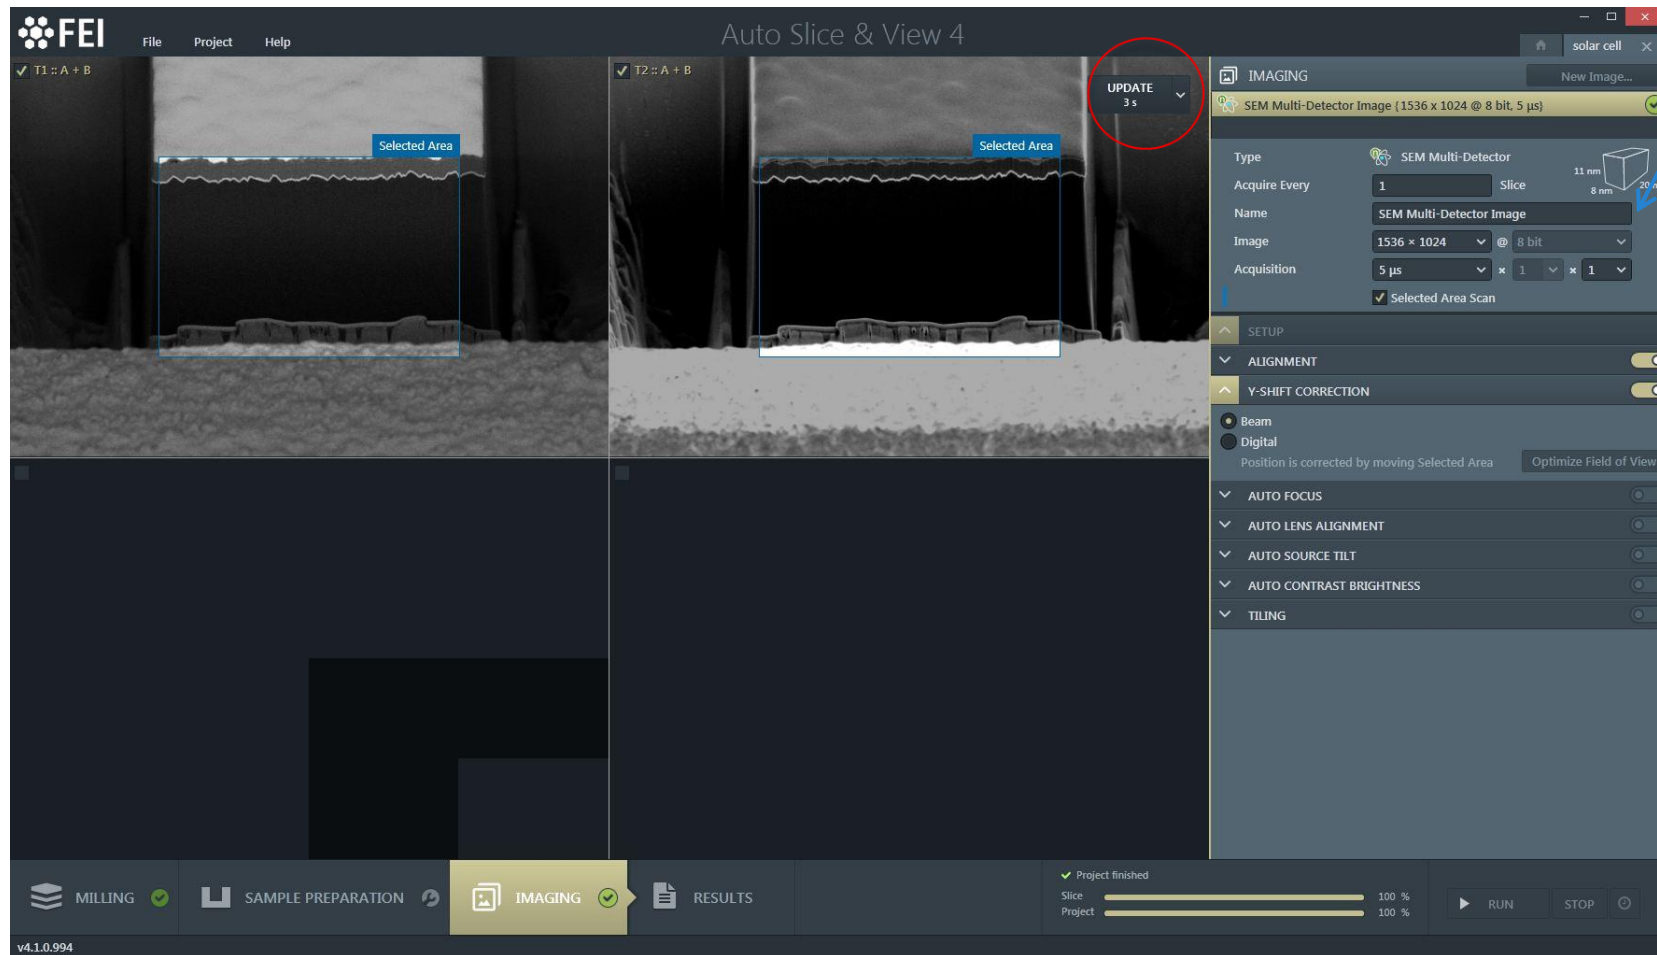 FEI
File Project Help
Auto Slice & View 4
solar cell
T1 :: A + B
Selected Area
T2 :: A + B
UPDATE
3 s
Selected Area
IMAGING
New Image...
SEM Multi-Detector Image {1536 x 1024 @ 8 bit, 5 µs}
Type SEM Multi-Detector
11 nm
8 nm
Acquire Every 1 Slice
Name SEM Multi-Detector Image
Image 1536 × 1024 @ 8 bit
Acquisition 5 µs × 1 × 1
Selected Area Scan
SETUP
ALIGNMENT
Y-SHIFT CORRECTION
Beam
Digital
Position is corrected by moving Selected Area Optimize Field of View
AUTO FOCUS
AUTO LENS ALIGNMENT
AUTO SOURCE TILT
AUTO CONTRAST BRIGHTNESS
TILING
MILLING
SAMPLE PREPARATION
IMAGING
RESULTS
Project finished
Slice 100 %
Project 100 %
RUN
STOP
v4.1.0.994